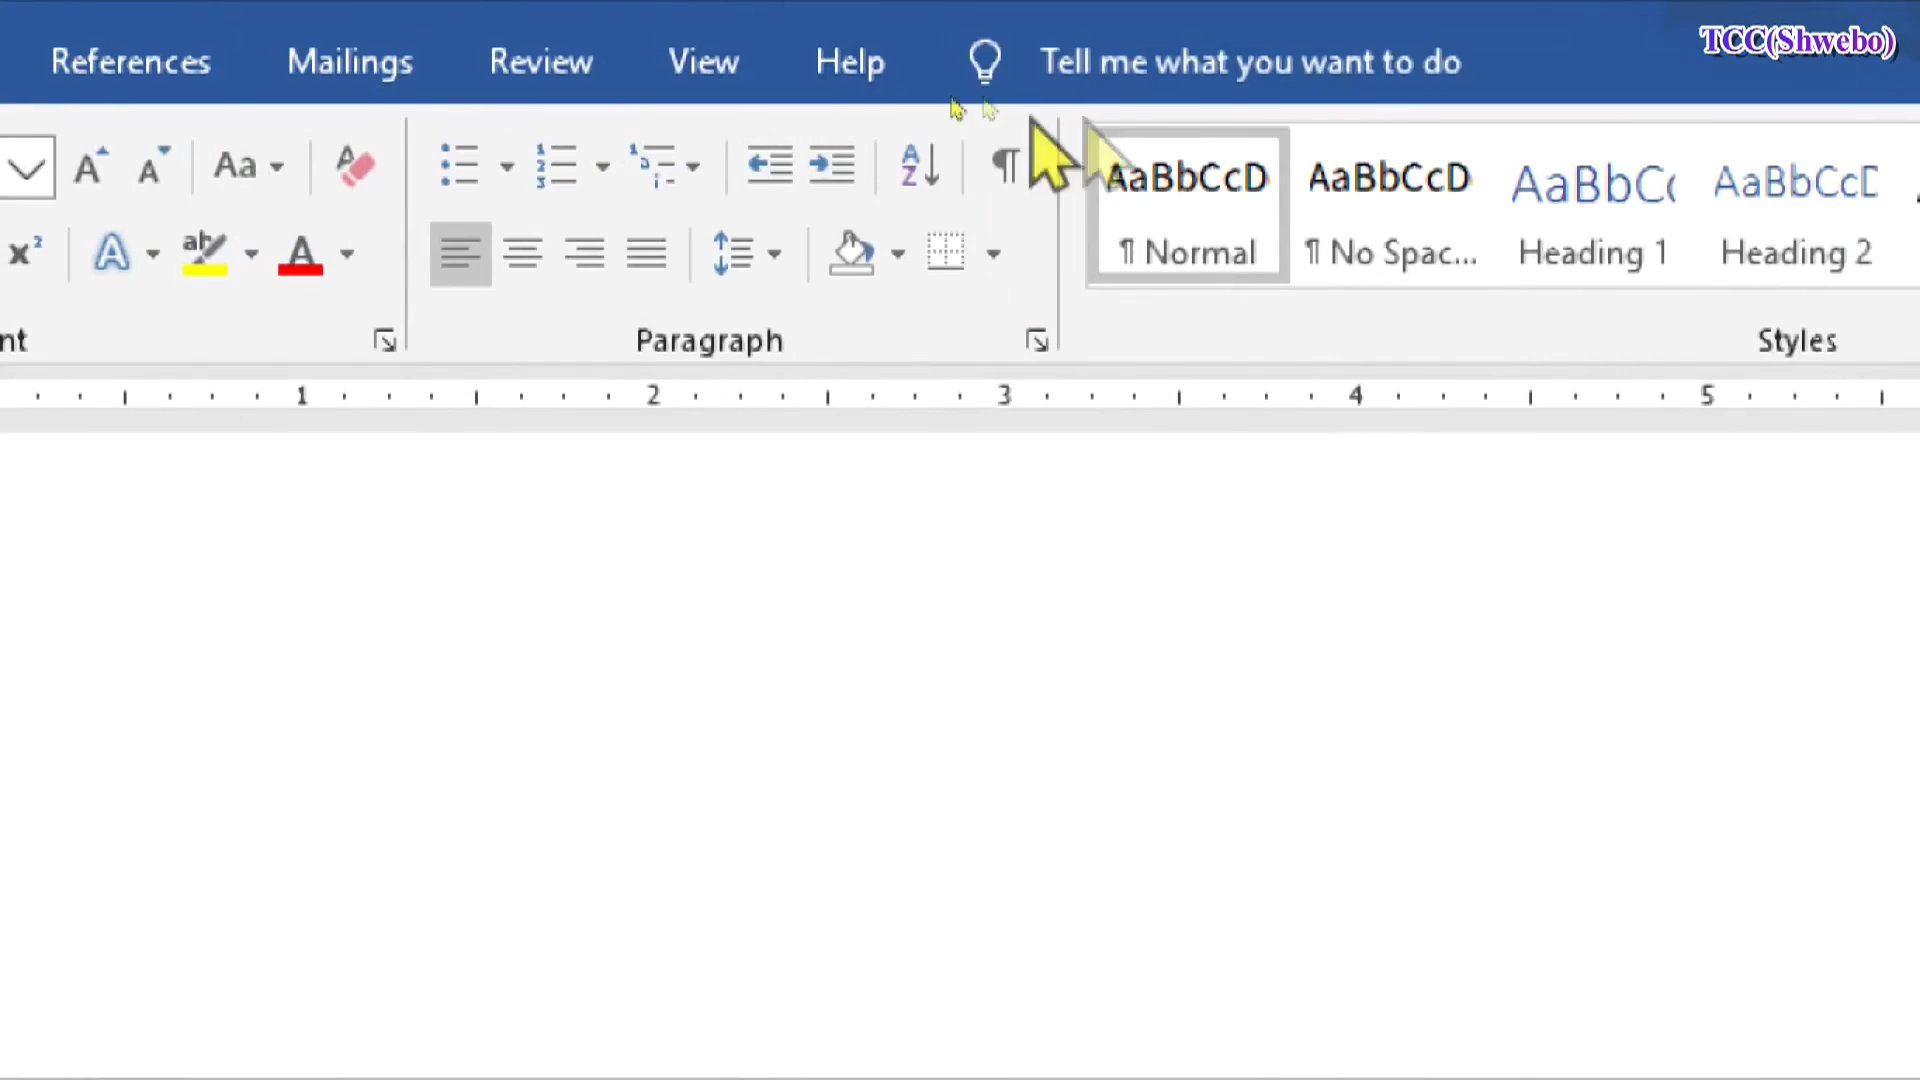 TCC(Shwebo)
References Mailings Review View Help Tell me what you want to do
Aa
AaBbCcD AaBbCcD AaBbC AaBbCcD
¶ Normal ¶ No Spac... Heading 1 Heading 2
nt Paragraph Styles
1 2 3 4 5